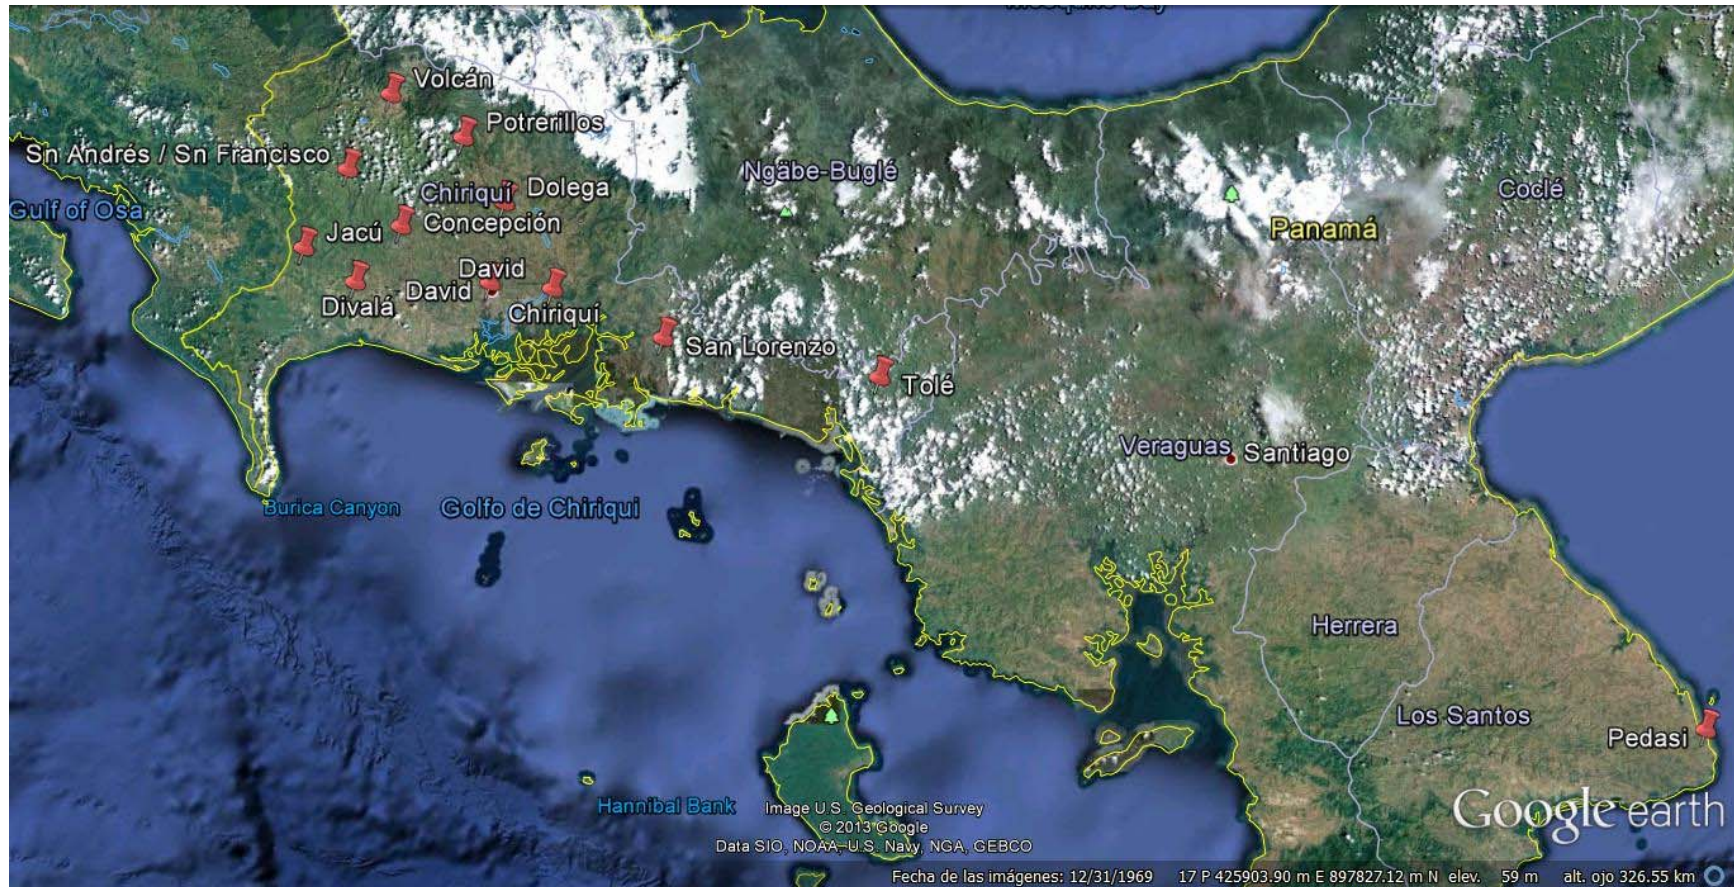 Volcán
Potrerillos
Sn Andrés / Sn Francisco
Ngäbe-Buglé
Chiriquí
Dolega
Coclé
Gulf of Osa
Concepción
Jacú
Panamá
David
David
Divalá
Chiriquí
San Lorenzo
Tolé
Veraguas
Santiago
Burica Canyon
Golfo de Chiriqui
Herrera
Los Santos
Pedasi
Hannibal Bank
Image U.S. Geological Survey
© 2013 Google
Data SIO, NOAA, U.S. Navy, NGA, GEBCO
Google earth
Fecha de las imágenes: 12/31/1969 17 P 425903.90 m E 897827.12 m N elev. 59 m alt. ojo 326.55 km